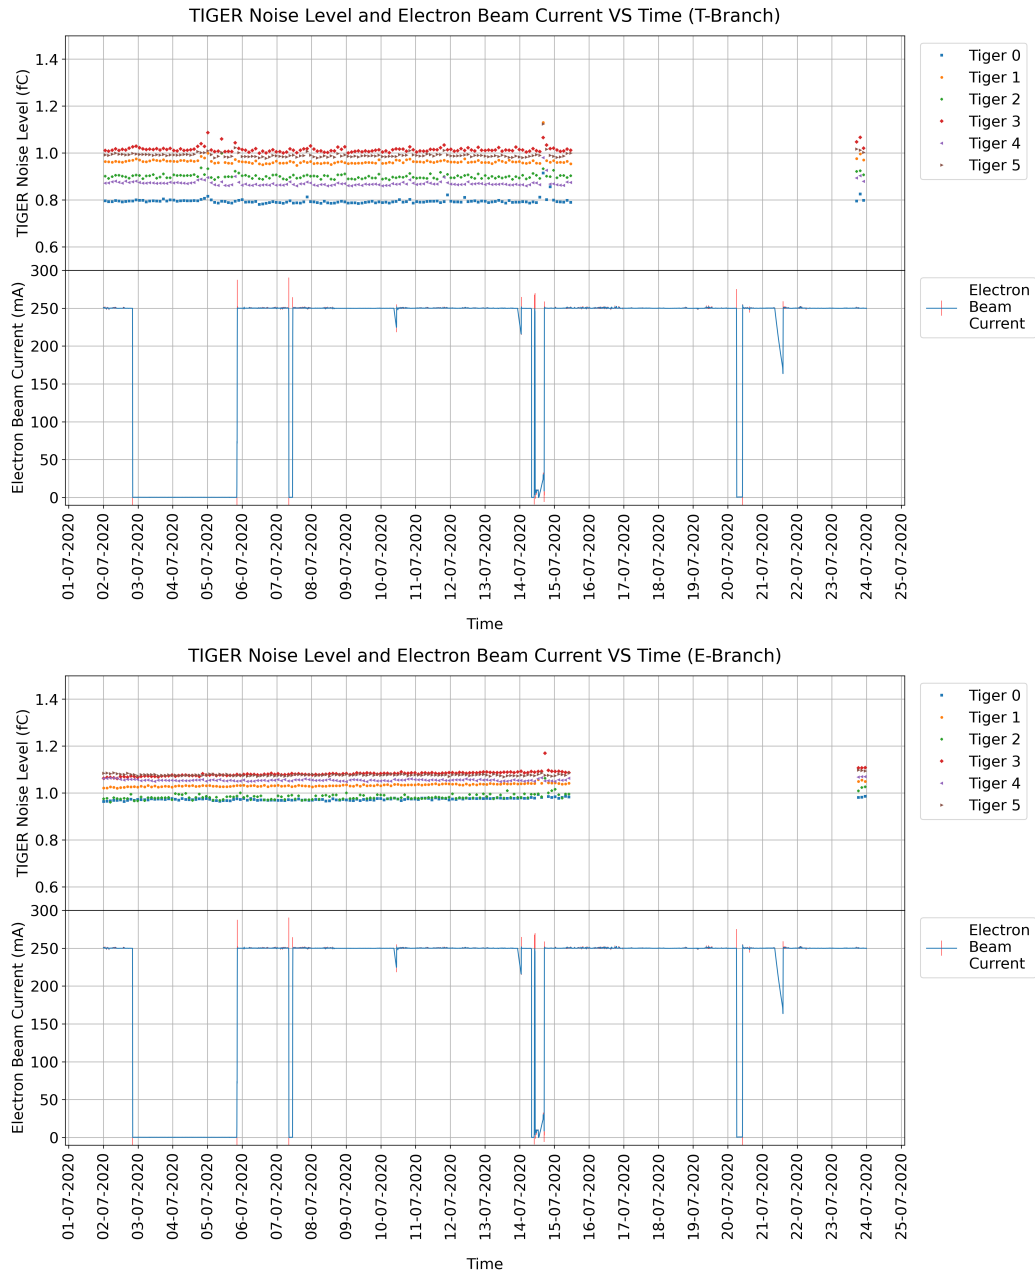 TIGER Noise Level and Electron Beam Current VS Time (T-Branch)
TIGER Noise Level (fC)
1.4
1.2
1.0
0.8
0.6
Tiger 0
Tiger 1
Tiger 2
Tiger 3
Tiger 4
Tiger 5
Electron Beam Current (mA)
300
250
200
150
100
50
0
Electron
Beam
Current
01-07-2020
02-07-2020
03-07-2020
04-07-2020
05-07-2020
06-07-2020
07-07-2020
08-07-2020
09-07-2020
10-07-2020
11-07-2020
12-07-2020
13-07-2020
14-07-2020
15-07-2020
16-07-2020
17-07-2020
18-07-2020
19-07-2020
20-07-2020
21-07-2020
22-07-2020
23-07-2020
24-07-2020
25-07-2020
Time
TIGER Noise Level and Electron Beam Current VS Time (E-Branch)
TIGER Noise Level (fC)
1.4
1.2
1.0
0.8
0.6
Tiger 0
Tiger 1
Tiger 2
Tiger 3
Tiger 4
Tiger 5
Electron Beam Current (mA)
300
250
200
150
100
50
0
Electron
Beam
Current
01-07-2020
02-07-2020
03-07-2020
04-07-2020
05-07-2020
06-07-2020
07-07-2020
08-07-2020
09-07-2020
10-07-2020
11-07-2020
12-07-2020
13-07-2020
14-07-2020
15-07-2020
16-07-2020
17-07-2020
18-07-2020
19-07-2020
20-07-2020
21-07-2020
22-07-2020
23-07-2020
24-07-2020
25-07-2020
Time